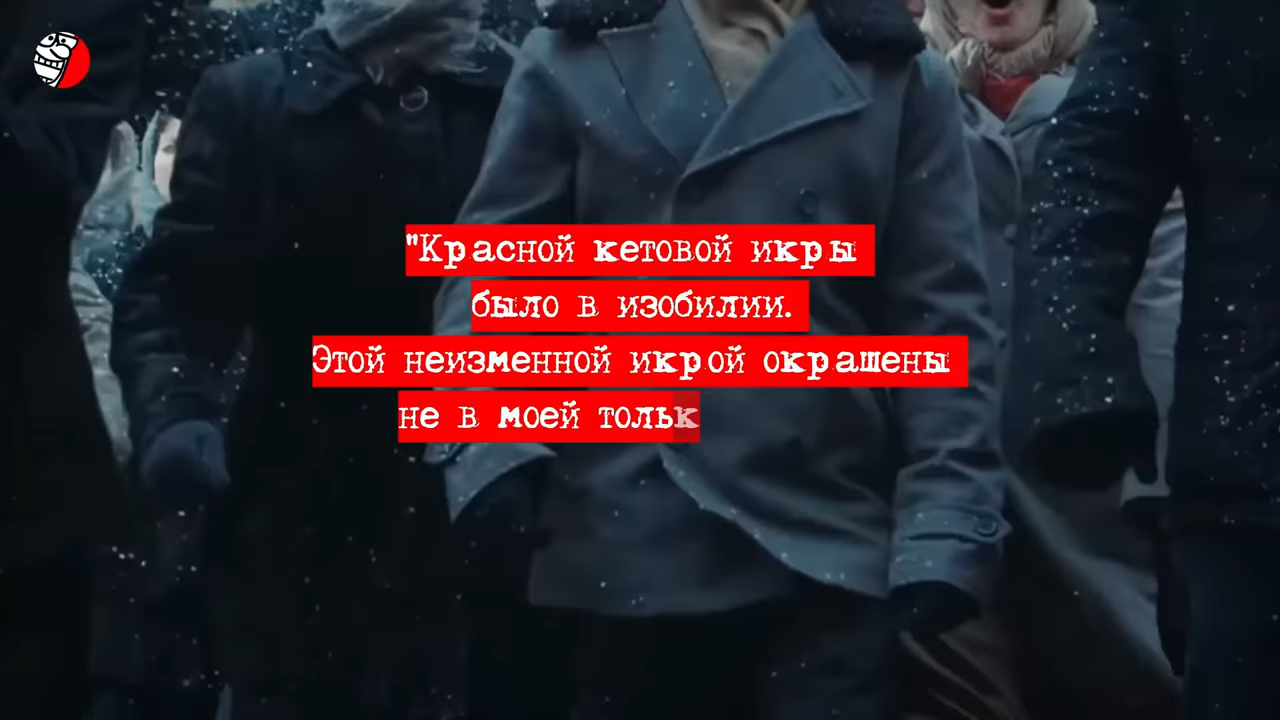 "Красной кетовой икры
было в изобилии.
Этой неизменной икрой окрашены
не в моей тольк